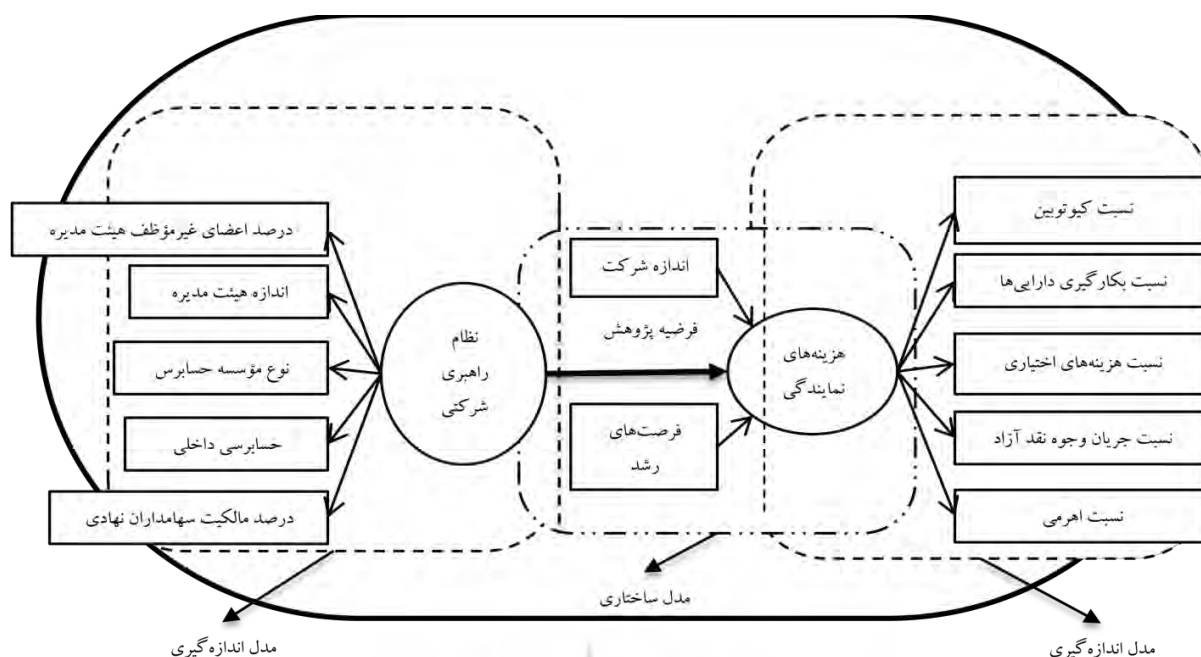 نسبت کیوتوبین
نسبت بکارگیری دارایی‌ها
نسبت هزینه‌های اختیاری
نسبت جریان وجوه نقد آزاد
نسبت اهرمی
هزینه‌های
نمایندگی
اندازه شرکت
فرضیه پژوهش
فرصت‌های
رشد
نظام
راهبری
شرکتی
درصد اعضای غیرمؤظف هیئت مدیره
اندازه هیئت مدیره
نوع مؤسسه حسابرس
حسابرسی داخلی
درصد مالکیت سهامداران نهادی
مدل اندازه‌گیری
مدل ساختاری
مدل اندازه‌گیری